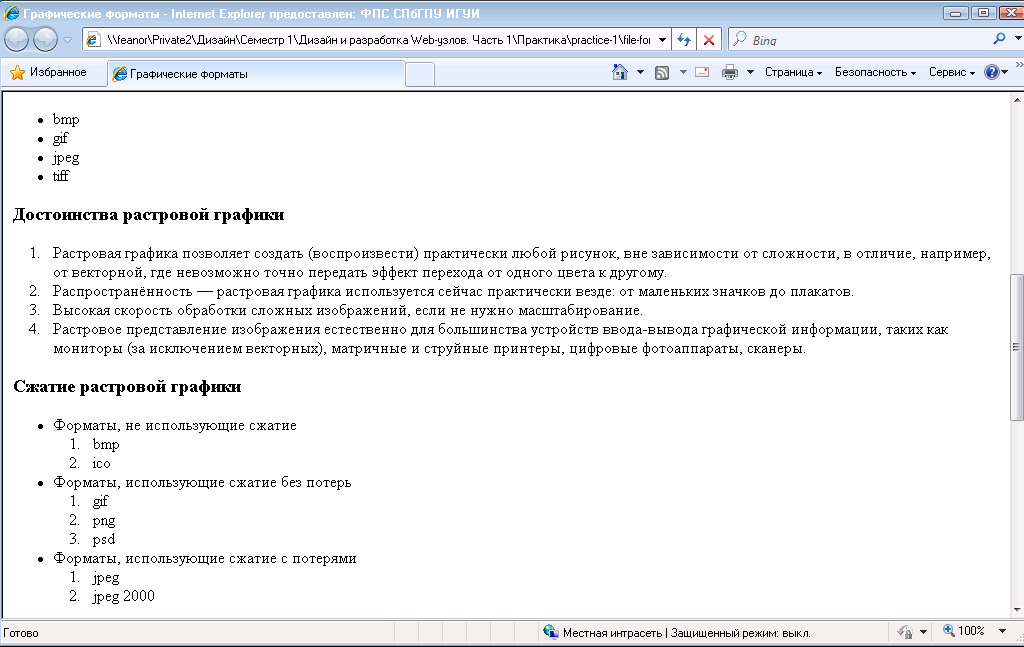 Графические форматы - Internet Explorer предоставлен: ФПС СПбГПУ ИГУИ
\\feanor\Private2\Дизайн\Семестр 1\Дизайн и разработка Web-узлов. Часть 1\Практика\practice-1\file-for
Bing
Избранное
Графические форматы
Страница
Безопасность
Сервис
• bmp
• gif
• jpeg
• tiff
Достоинства растровой графики
1. Растровая графика позволяет создать (воспроизвести) практически любой рисунок, вне зависимости от сложности, в отличие, например,
от векторной, где невозможно точно передать эффект перехода от одного цвета к другому.
2. Распространённость — растровая графика используется сейчас практически везде: от маленьких значков до плакатов.
3. Высокая скорость обработки сложных изображений, если не нужно масштабирование.
4. Растровое представление изображения естественно для большинства устройств ввода-вывода графической информации, таких как
мониторы (за исключением векторных), матричные и струйные принтеры, цифровые фотоаппараты, сканеры.
Сжатие растровой графики
• Форматы, не использующие сжатие
1. bmp
2. ico
• Форматы, использующие сжатие без потерь
1. gif
2. png
3. psd
• Форматы, использующие сжатие с потерями
1. jpeg
2. jpeg 2000
Готово
Местная интрасеть | Защищенный режим: выкл.
100%